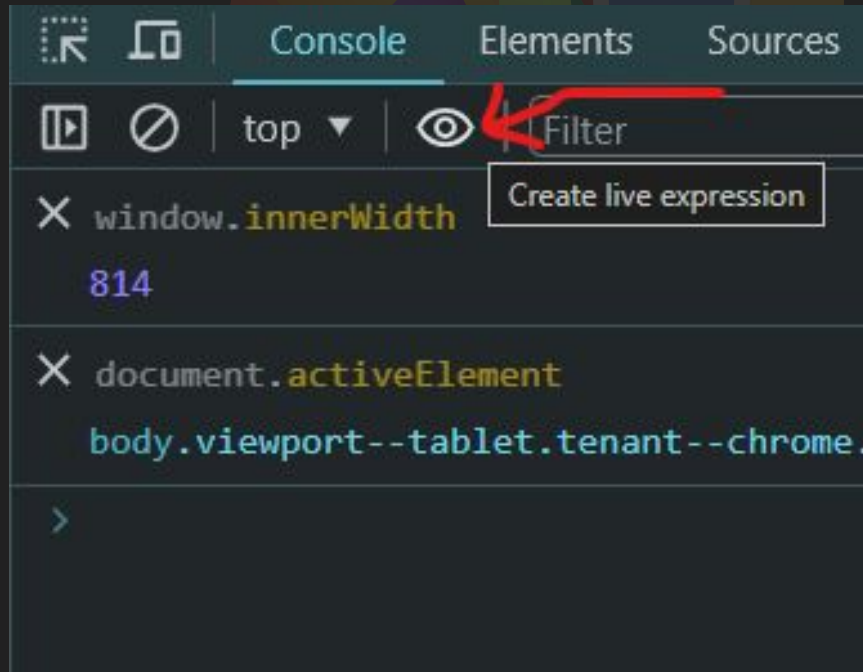 Console Elements Sources
top ▼ Filter
Create live expression
window.innerWidth
814
document.activeElement
body.viewport--tablet.tenant--chrome.
>